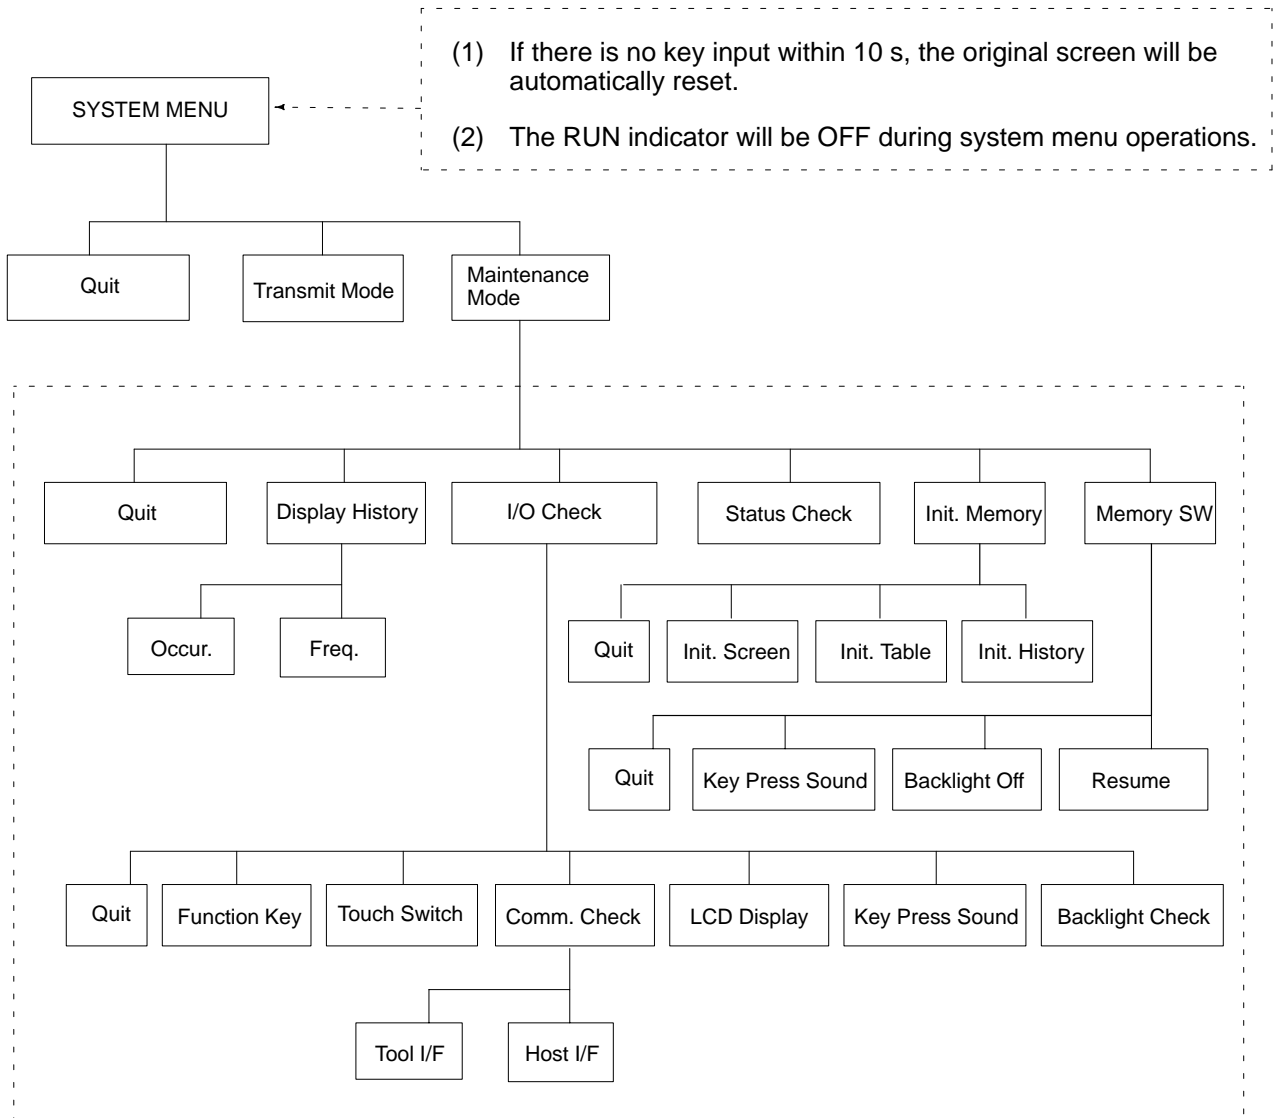 (1) If there is no key input within 10 s, the original screen will be
automatically reset.
(2) The RUN indicator will be OFF during system menu operations.
SYSTEM MENU
Quit
Transmit Mode
Maintenance
Mode
Quit
Display History
I/O Check
Status Check
Init. Memory
Memory SW
Occur.
Freq.
Quit
Init. Screen
Init. Table
Init. History
Quit
Key Press Sound
Backlight Off
Resume
Quit
Function Key
Touch Switch
Comm. Check
LCD Display
Key Press Sound
Backlight Check
Tool I/F
Host I/F